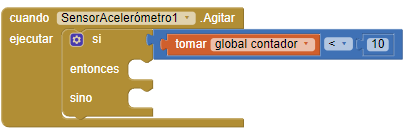 cuando SensorAcelerómetro1 .Agitar
ejecutar si tomar global contador < 10
entonces
sino